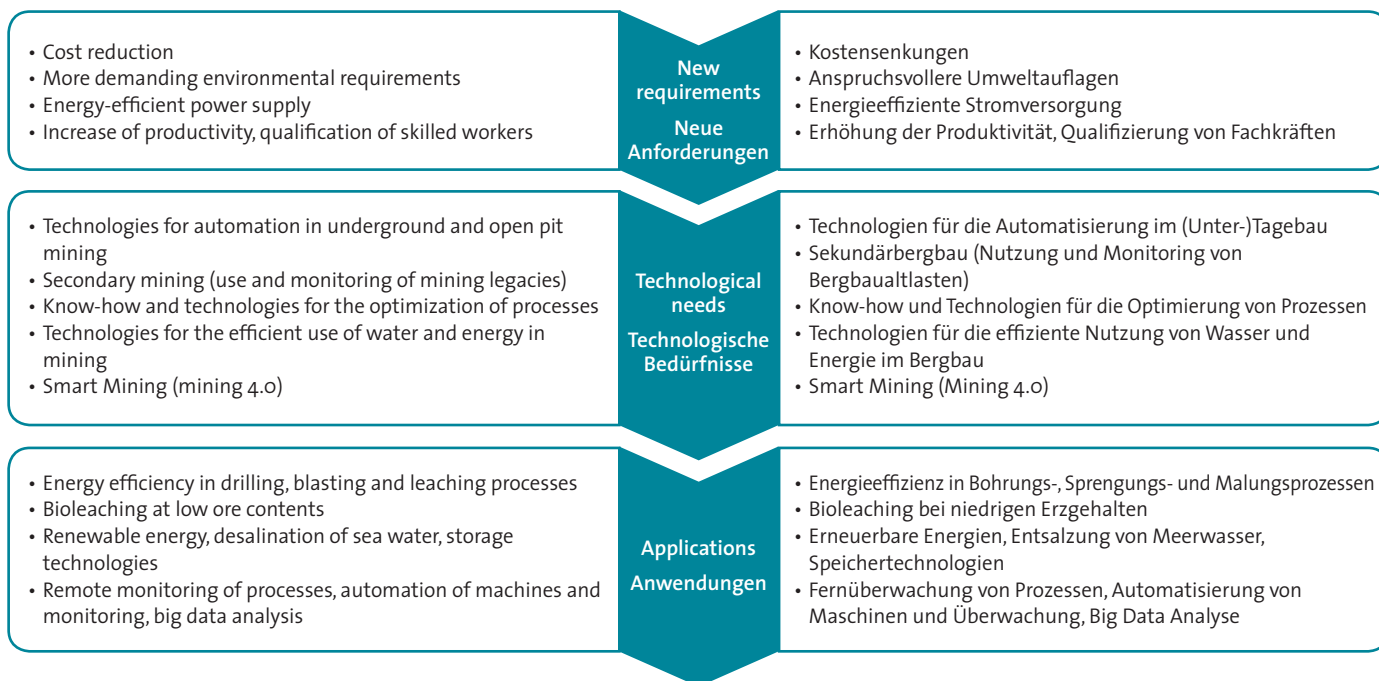 • Cost reduction
• More demanding environmental requirements
• Energy-efficient power supply
• Increase of productivity, qualification of skilled workers
New
requirements
Neue
Anforderungen
• Kostensenkungen
• Anspruchsvollere Umweltauflagen
• Energieeffiziente Stromversorgung
• Erhöhung der Produktivität, Qualifizierung von Fachkräften
• Technologies for automation in underground and open pit
mining
• Secondary mining (use and monitoring of mining legacies)
• Know-how and technologies for the optimization of processes
• Technologies for the efficient use of water and energy in
mining
• Smart Mining (mining 4.0)
Technological
needs
Technologische
Bedürfnisse
• Technologien für die Automatisierung im (Unter-)Tagebau
• Sekundärbergbau (Nutzung und Monitoring von
Bergbaualtlasten)
• Know-how und Technologien für die Optimierung von Prozessen
• Technologien für die effiziente Nutzung von Wasser und
Energie im Bergbau
• Smart Mining (Mining 4.0)
• Energy efficiency in drilling, blasting and leaching processes
• Bioleaching at low ore contents
• Renewable energy, desalination of sea water, storage
technologies
• Remote monitoring of processes, automation of machines and
monitoring, big data analysis
Applications
Anwendungen
• Energieeffizienz in Bohrungs-, Sprengungs- und Malungsprozessen
• Bioleaching bei niedrigen Erzgehalten
• Erneuerbare Energien, Entsalzung von Meerwasser,
Speichertechnologien
• Fernüberwachung von Prozessen, Automatisierung von
Maschinen und Überwachung, Big Data Analyse